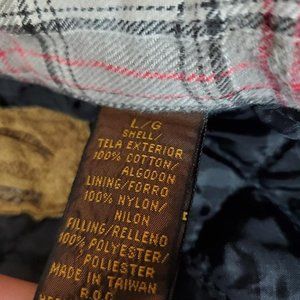 L/G
SHELL/
TELA EXTERIOR
100% COTTON/
ALGODON
LINING/FORRO
100% NYLON/
NILON
FILLING/RELLENO
100% POLYESTER/
POLIESTER
MADE IN TAIWAN
R.O.C.